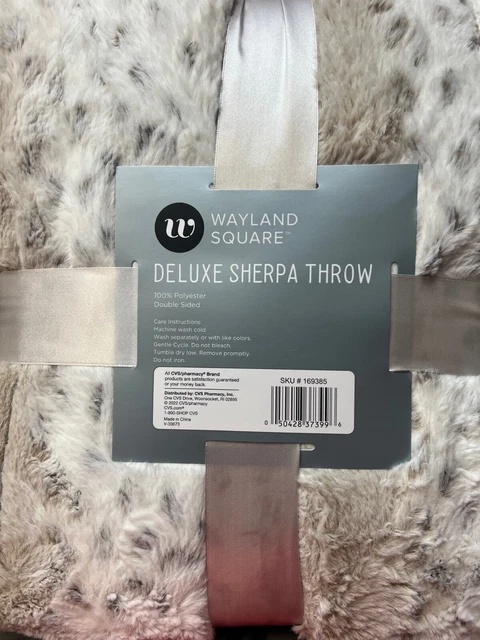 w
WAYLAND
SQUARE™
DELUXE SHERPA THROW
100% Polyester
Double Sided
Care Instructions
Machine wash cold.
Wash separately or with like colors.
Gentle Cycle. Do not bleach.
Tumble dry low. Remove promptly.
Do not iron.
All CVS/pharmacy® Brand
products are satisfaction guaranteed
or your money back.
Distributed by: CVS Pharmacy, Inc.
One CVS Drive, Woonsocket, RI 02895
© 2022 CVS/pharmacy
CVS.com®
1-800-SHOP CVS
Made in China
V-33673
SKU # 169385
0 50428 37399 6